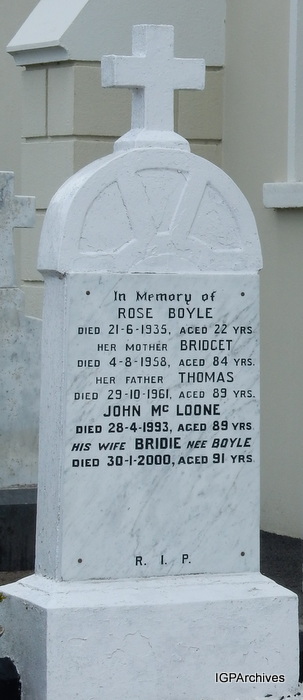 In Memory of
ROSE BOYLE
DIED 21-6-1935, AGED 22 YRS.
HER MOTHER BRIDGET
DIED 4-8-1958, AGED 84 YRS.
HER FATHER THOMAS
DIED 29-10-1961, AGED 89 YRS.
JOHN Mc LOONE
DIED 28-4-1993, AGED 89 YRS.
HIS WIFE BRIDIE NEE BOYLE
DIED 30-1-2000, AGED 91 YRS.
R. I. P.
IGPArchives